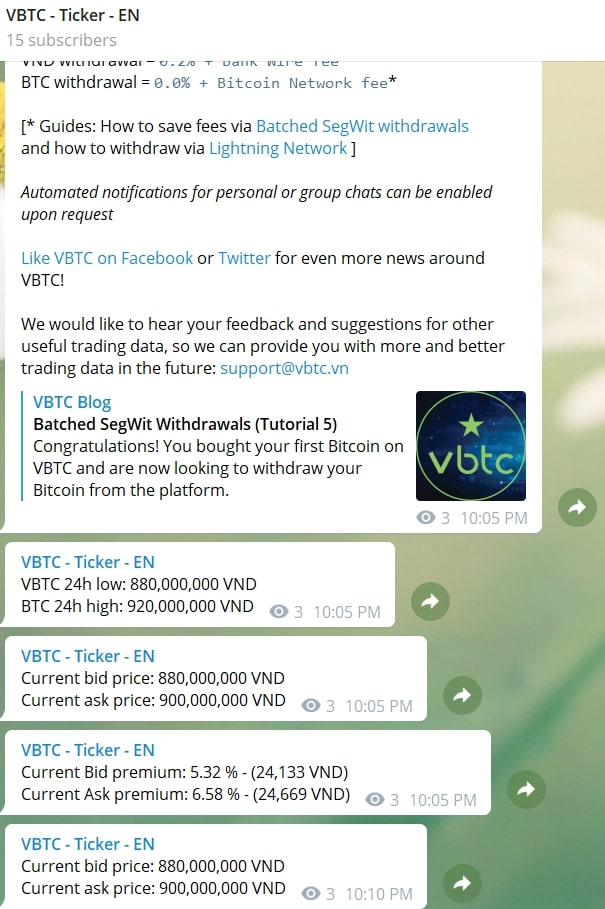 VBTC - Ticker - EN
15 subscribers
VND withdrawal = 0.2% + Bank Wire fee
BTC withdrawal = 0.0% + Bitcoin Network fee*
[* Guides: How to save fees via Batched SegWit withdrawals
and how to withdraw via Lightning Network ]
Automated notifications for personal or group chats can be enabled
upon request
Like VBTC on Facebook or Twitter for even more news around
VBTC!
We would like to hear your feedback and suggestions for other
useful trading data, so we can provide you with more and better
trading data in the future: support@vbtc.vn
VBTC Blog
Batched SegWit Withdrawals (Tutorial 5)
Congratulations! You bought your first Bitcoin on
VBTC and are now looking to withdraw your
Bitcoin from the platform.
vbtc
3 10:05 PM
VBTC - Ticker - EN
VBTC 24h low: 880,000,000 VND
BTC 24h high: 920,000,000 VND 3 10:05 PM
VBTC - Ticker - EN
Current bid price: 880,000,000 VND
Current ask price: 900,000,000 VND 3 10:05 PM
VBTC - Ticker - EN
Current Bid premium: 5.32 % - (24,133 VND)
Current Ask premium: 6.58 % - (24,669 VND) 3 10:05 PM
VBTC - Ticker - EN
Current bid price: 880,000,000 VND
Current ask price: 900,000,000 VND 3 10:10 PM